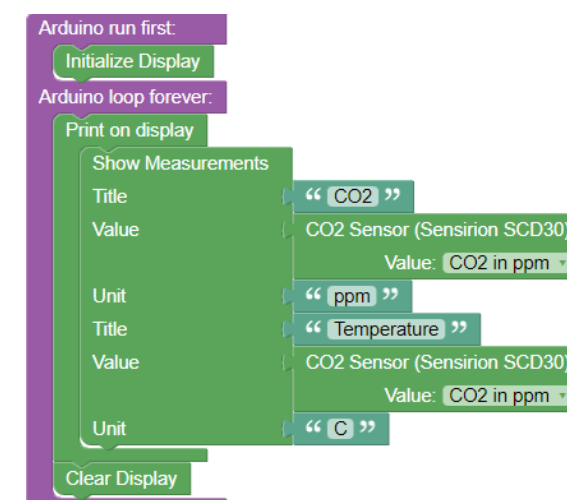 Arduino run first:
Initialize Display
Arduino loop forever:
Print on display
Show Measurements
Title “ CO2 ”
Value CO2 Sensor (Sensirion SCD30)
Value: CO2 in ppm
Unit “ ppm ”
Title “ Temperature ”
Value CO2 Sensor (Sensirion SCD30)
Value: CO2 in ppm
Unit “ C ”
Clear Display